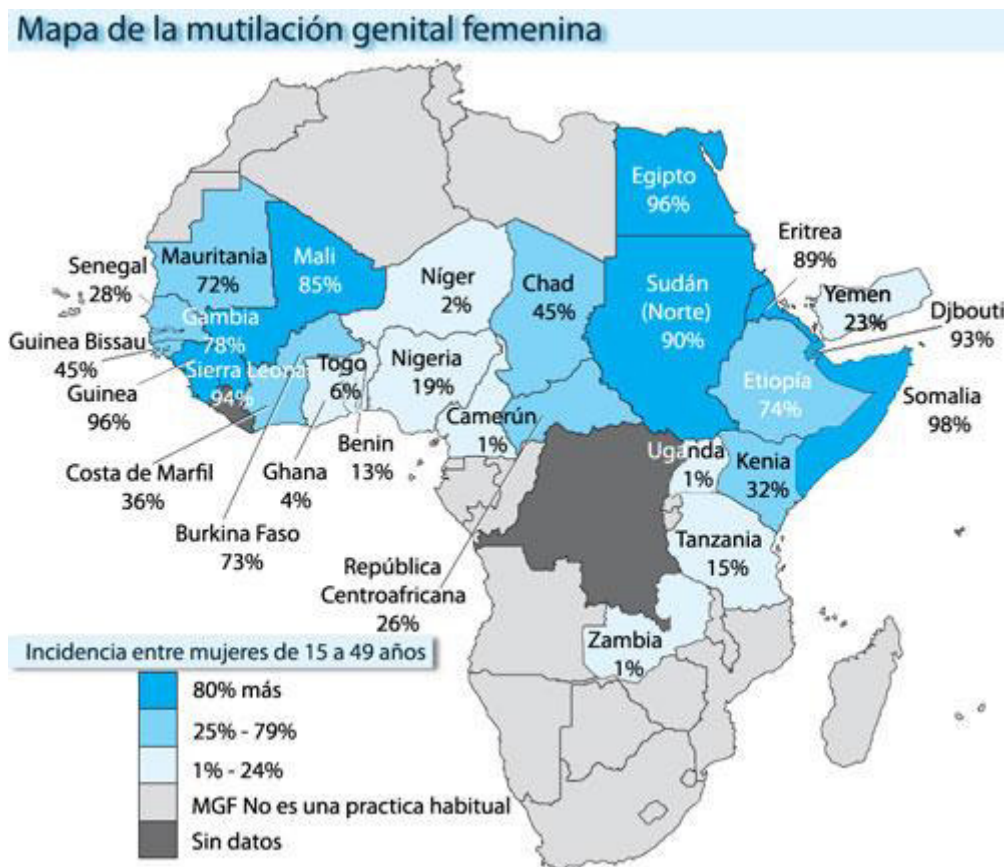 Mapa de la mutilación genital femenina
Egipto
96%
Eritrea
89%
Mauritania
72%
Mali
85%
Níger
2%
Chad
45%
Sudán
(Norte)
90%
Yemen
23%
Djbouti
93%
Senegal
28%
Gambia
78%
Guinea Bissau
45%
Sierra Leona
94%
Guinea
96%
Togo
6%
Nigeria
19%
Etiopía
74%
Somalia
98%
Camerún
1%
Benin
13%
Uganda
1%
Kenia
32%
Costa de Marfil
36%
Ghana
4%
Burkina Faso
73%
República
Centroafricana
26%
Tanzania
15%
Zambia
1%
Incidencia entre mujeres de 15 a 49 años
80% más
25% - 79%
1% - 24%
MGF No es una practica habitual
Sin datos